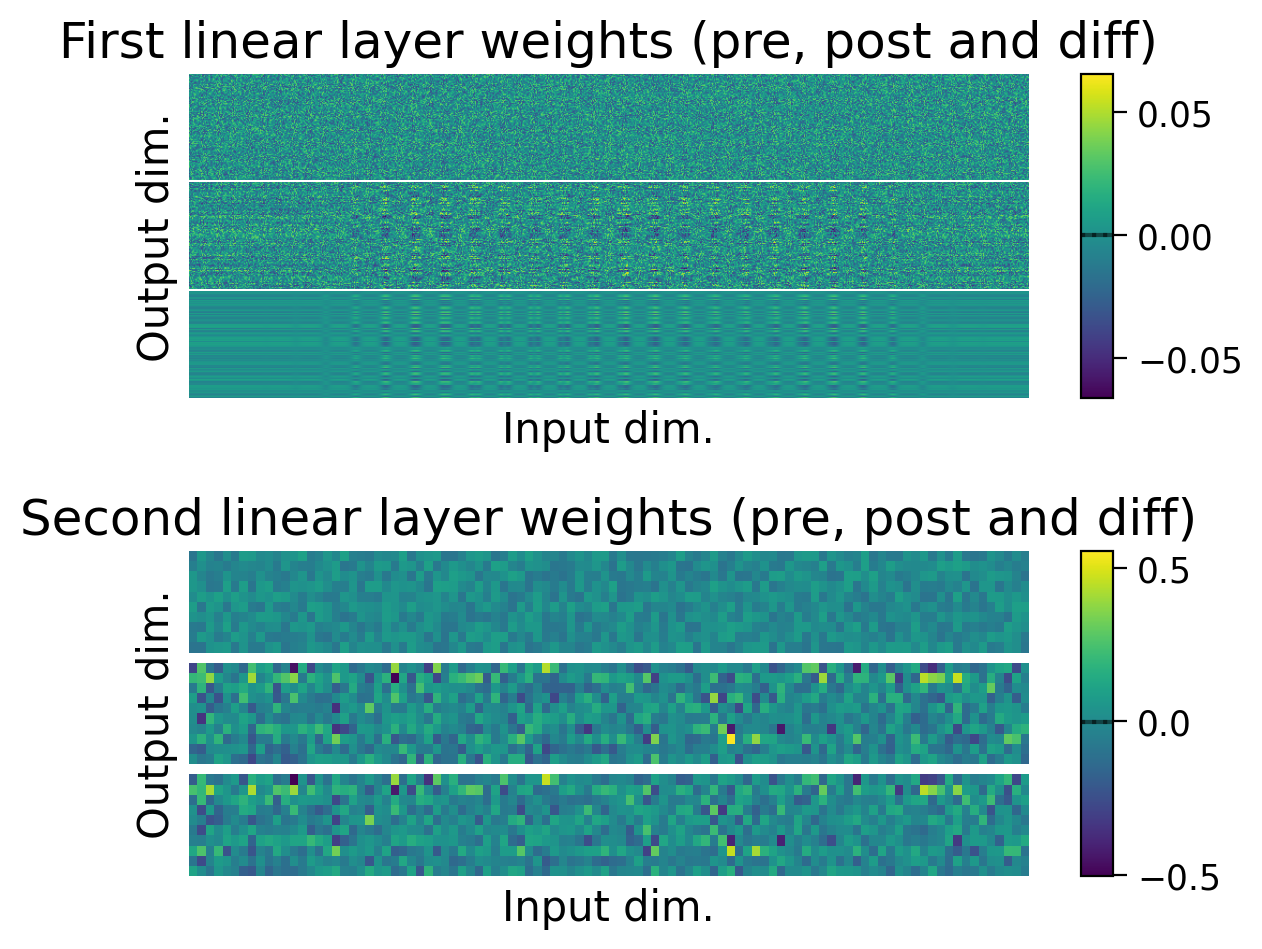 First linear layer weights (pre, post and diff)
Output dim.
0.05
0.00
−0.05
Input dim.
Second linear layer weights (pre, post and diff)
Output dim.
0.5
0.0
−0.5
Input dim.